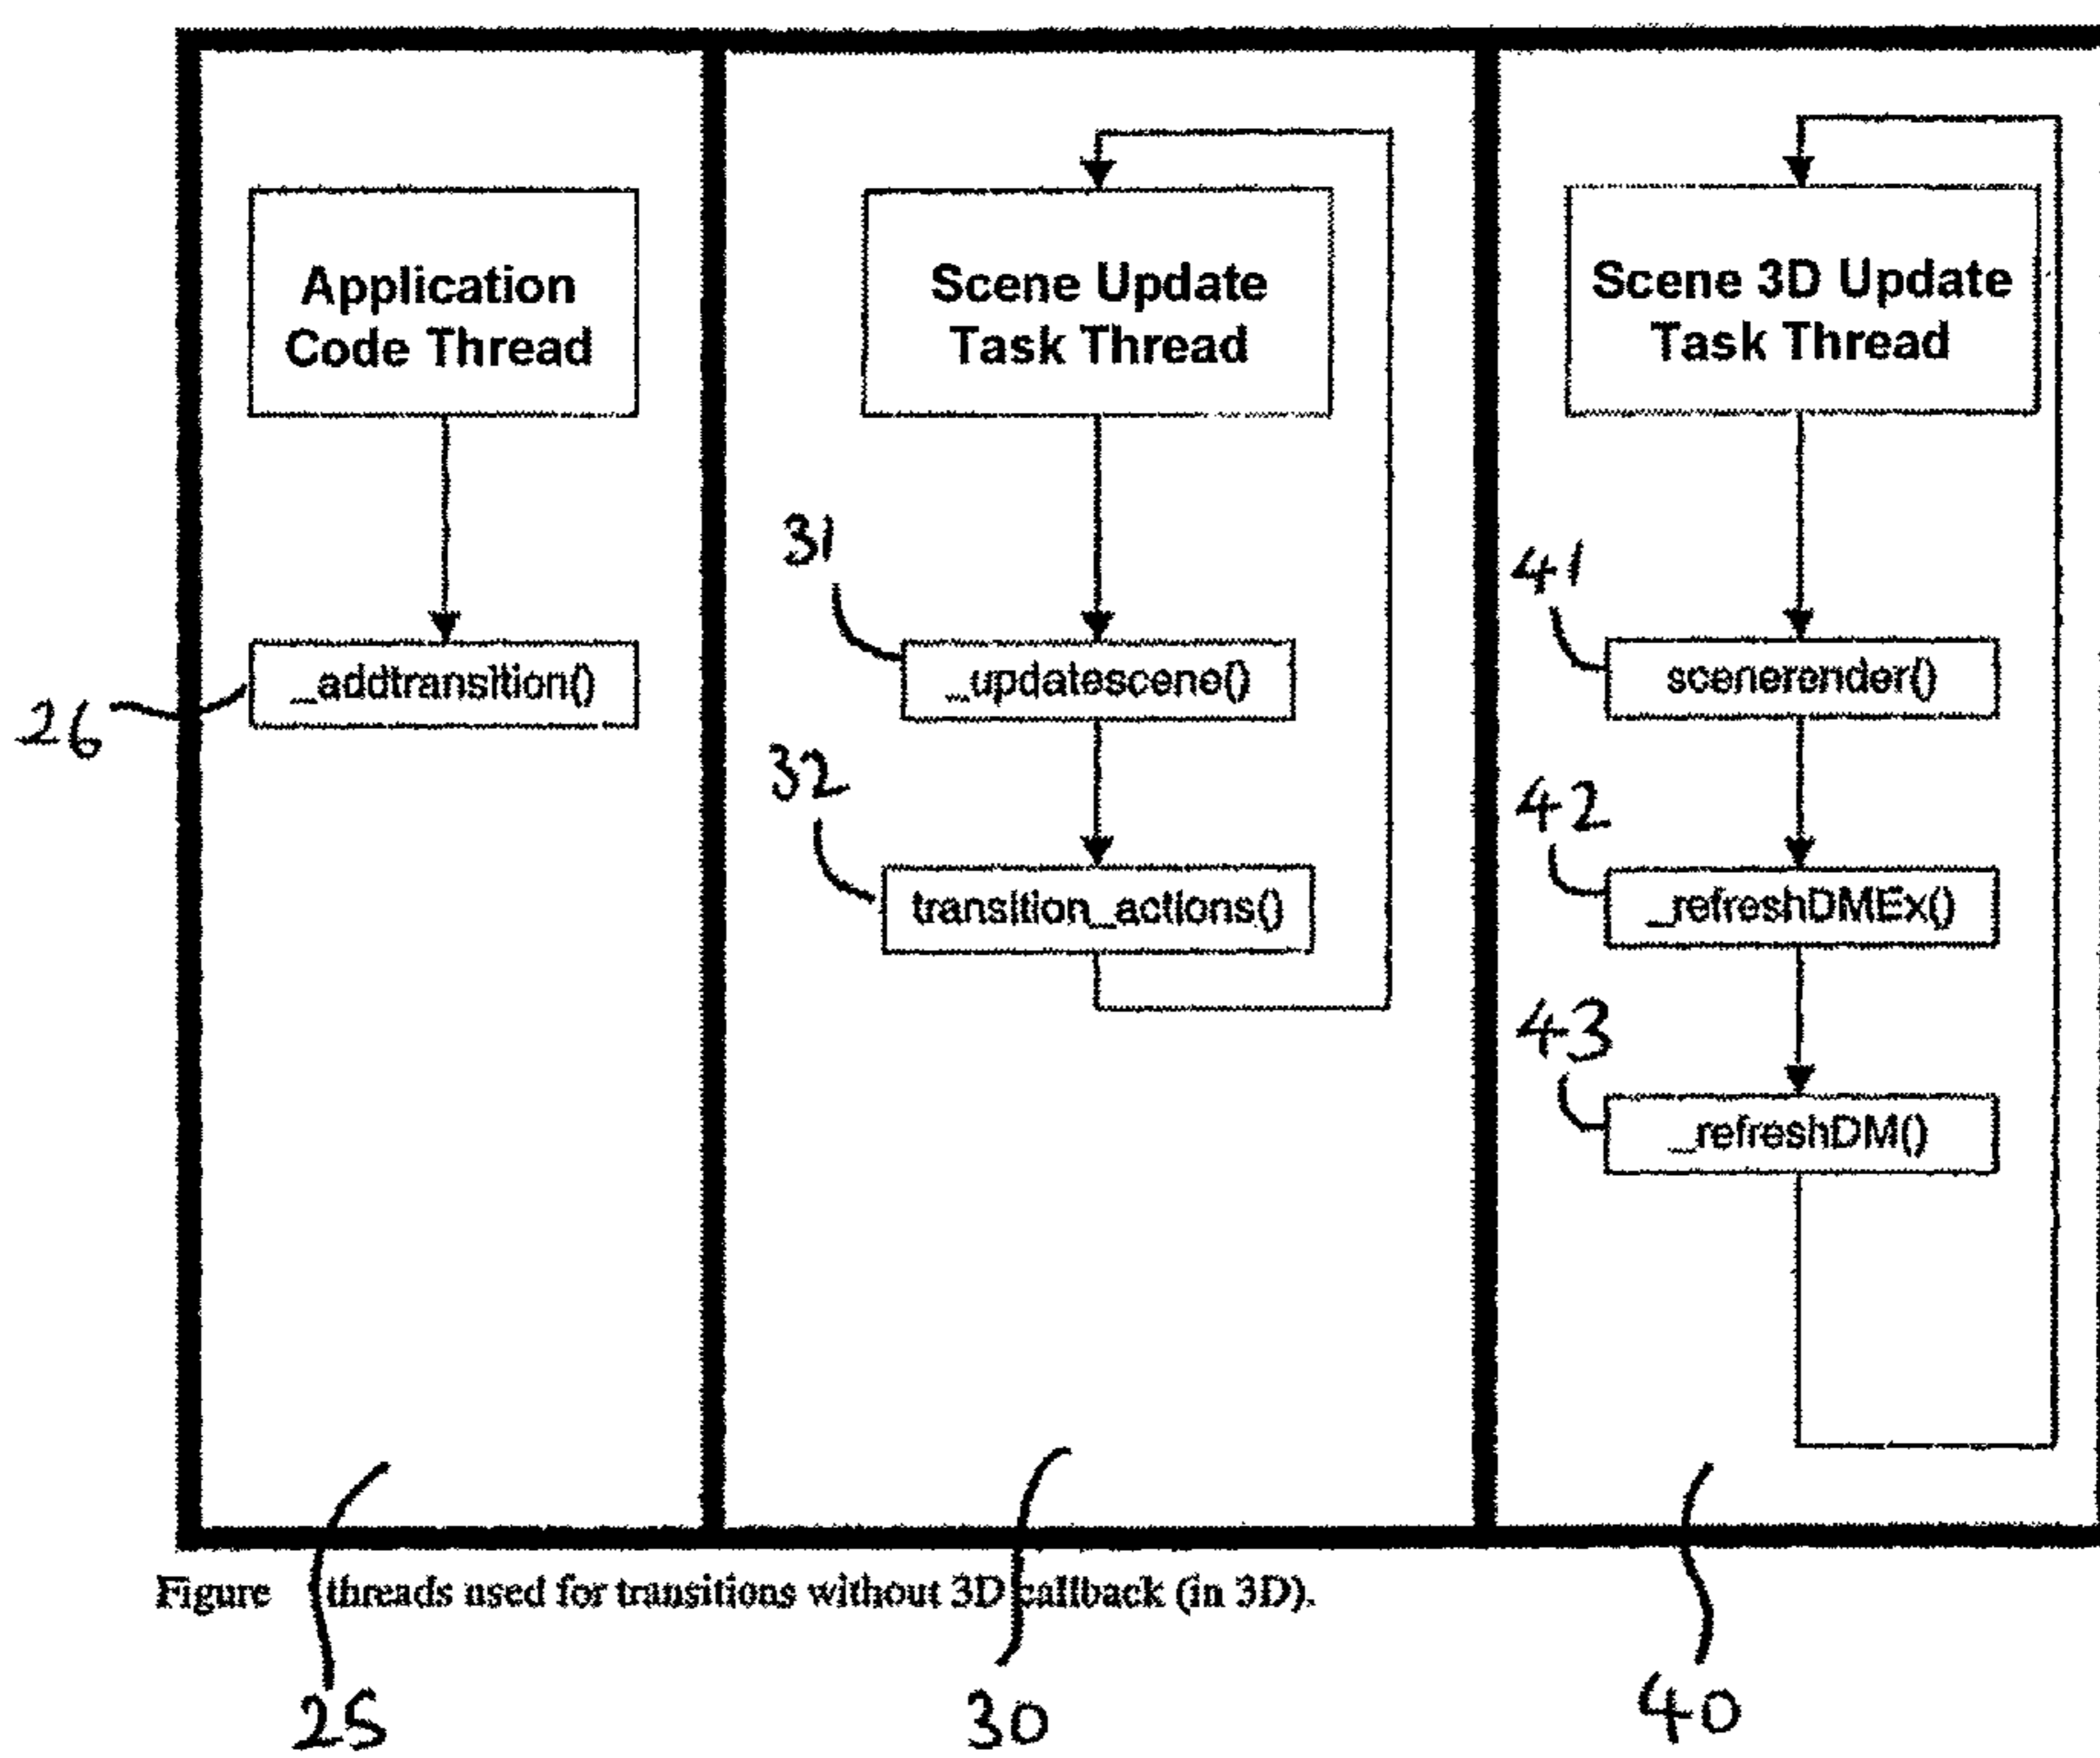 Application
Code Thread
_addtransition()
26
Scene Update
Task Thread
31
_updatescene()
32
transition_actions()
Scene 3D Update
Task Thread
41
scenerender()
42
_refreshDMEx()
43
_refreshDM()
Figure threads used for transitions without 3D callback (in 3D).
25
30
40